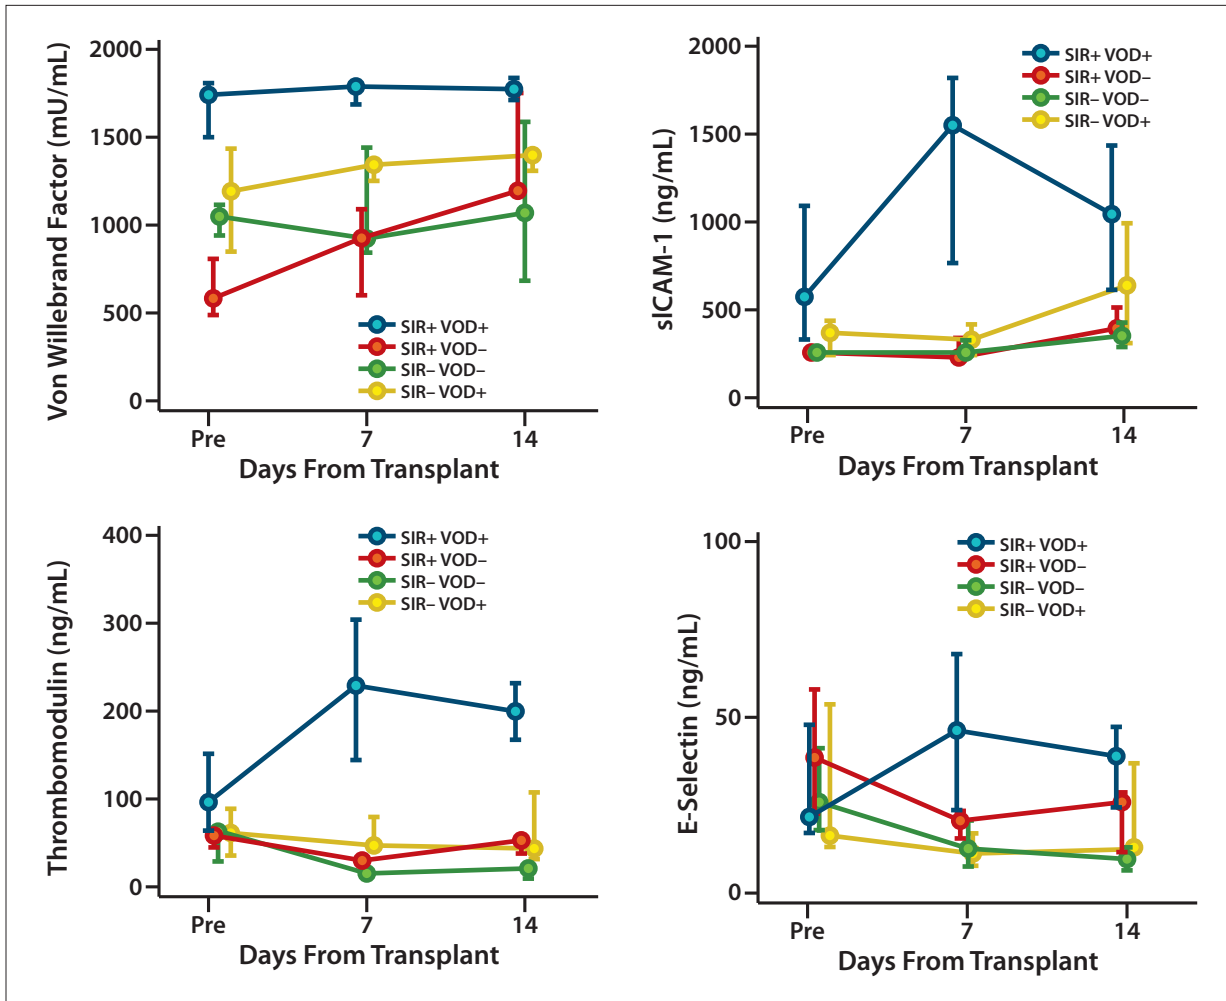 Von Willebrand Factor (mU/mL)
2000
1500
1000
500
0
SIR+ VOD+
SIR+ VOD–
SIR– VOD–
SIR– VOD+
Pre
7
14
Days From Transplant
sICAM-1 (ng/mL)
2000
1500
1000
500
0
SIR+ VOD+
SIR+ VOD–
SIR– VOD–
SIR– VOD+
Pre
7
14
Days From Transplant
Thrombomodulin (ng/mL)
400
300
200
100
0
SIR+ VOD+
SIR+ VOD–
SIR– VOD–
SIR– VOD+
Pre
7
14
Days From Transplant
E-Selectin (ng/mL)
100
50
0
SIR+ VOD+
SIR+ VOD–
SIR– VOD–
SIR– VOD+
Pre
7
14
Days From Transplant